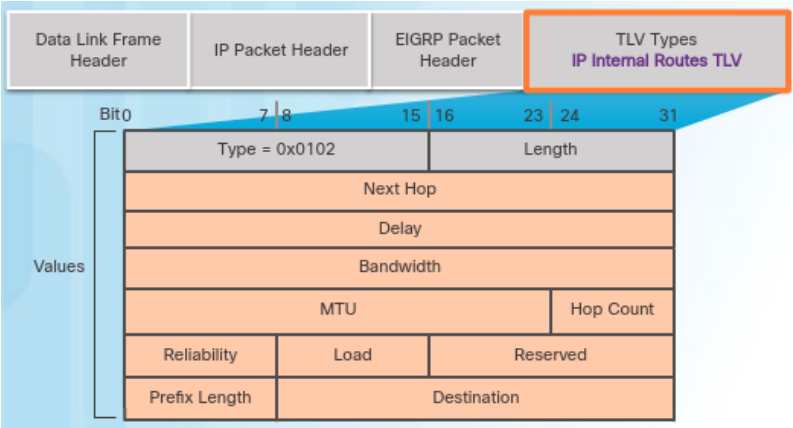 Data Link Frame
Header
IP Packet Header
EIGRP Packet
Header
TLV Types
IP Internal Routes TLV
Bit 0 7 8 15 16 23 24 31
Type = 0x0102 Length
Next Hop
Delay
Values
Bandwidth
MTU Hop Count
Reliability Load Reserved
Prefix Length Destination